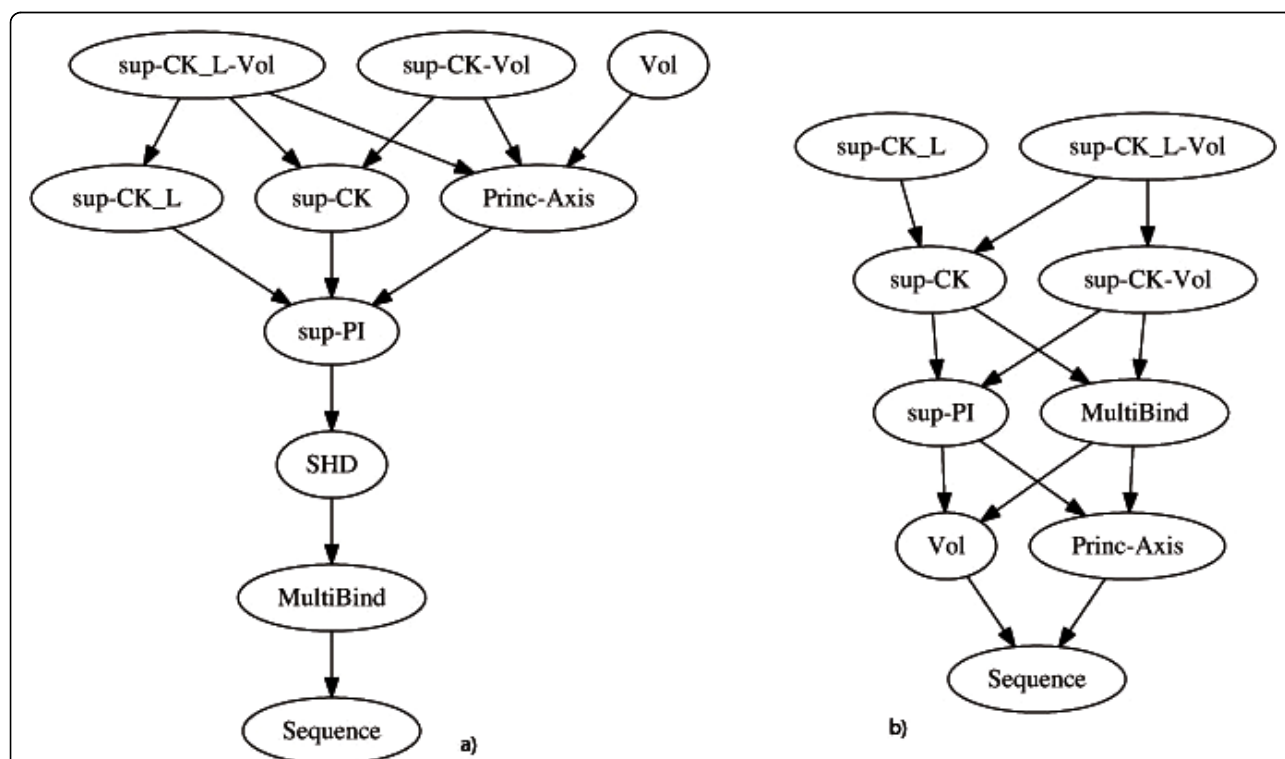 sup-CK_L-Vol
sup-CK-Vol
Vol
sup-CK_L
sup-CK
Princ-Axis
sup-PI
SHD
MultiBind
Sequence
a)
sup-CK_L
sup-CK_L-Vol
sup-CK
sup-CK-Vol
sup-PI
MultiBind
Vol
Princ-Axis
Sequence
b)